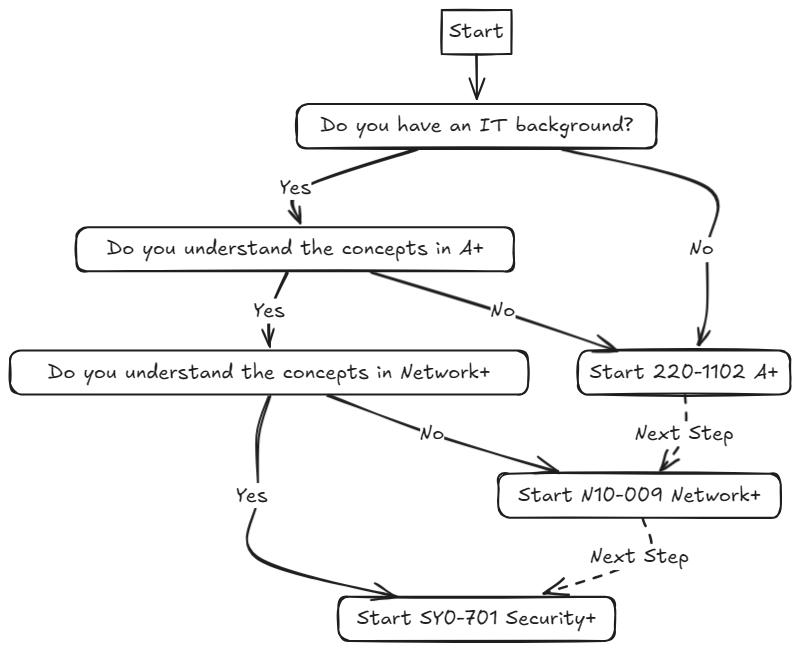 Start
Do you have an IT background?
Yes
Do you understand the concepts in A+
No
Yes
No
Do you understand the concepts in Network+
Start 220-1102 A+
No
Next Step
Yes
Start N10-009 Network+
Next Step
Start SY0-701 Security+